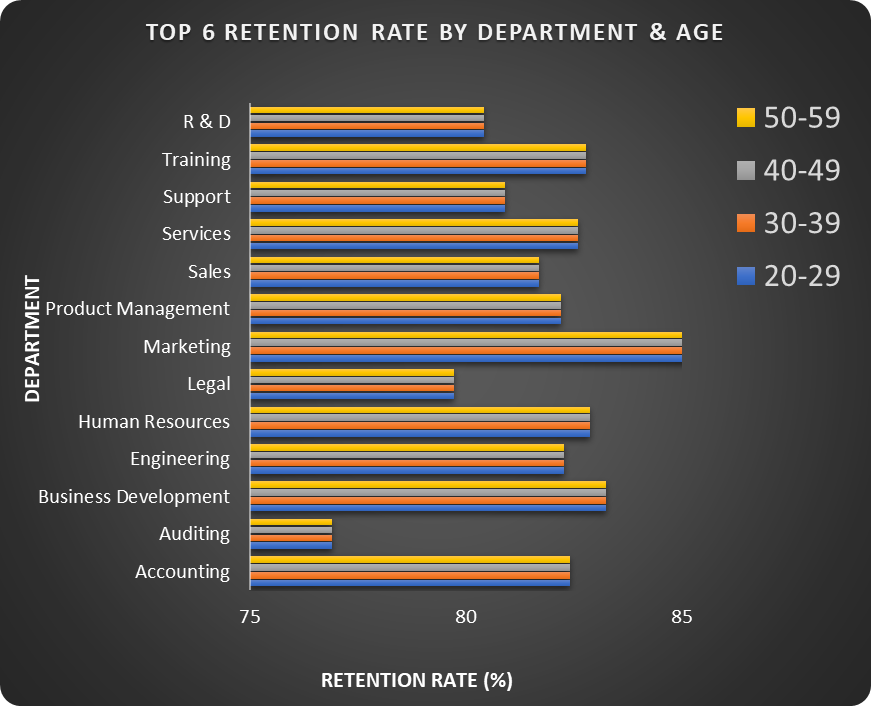 TOP 6 RETENTION RATE BY DEPARTMENT & AGE
50-59
40-49
30-39
20-29
DEPARTMENT
R & D
Training
Support
Services
Sales
Product Management
Marketing
Legal
Human Resources
Engineering
Business Development
Auditing
Accounting
75 80 85
RETENTION RATE (%)